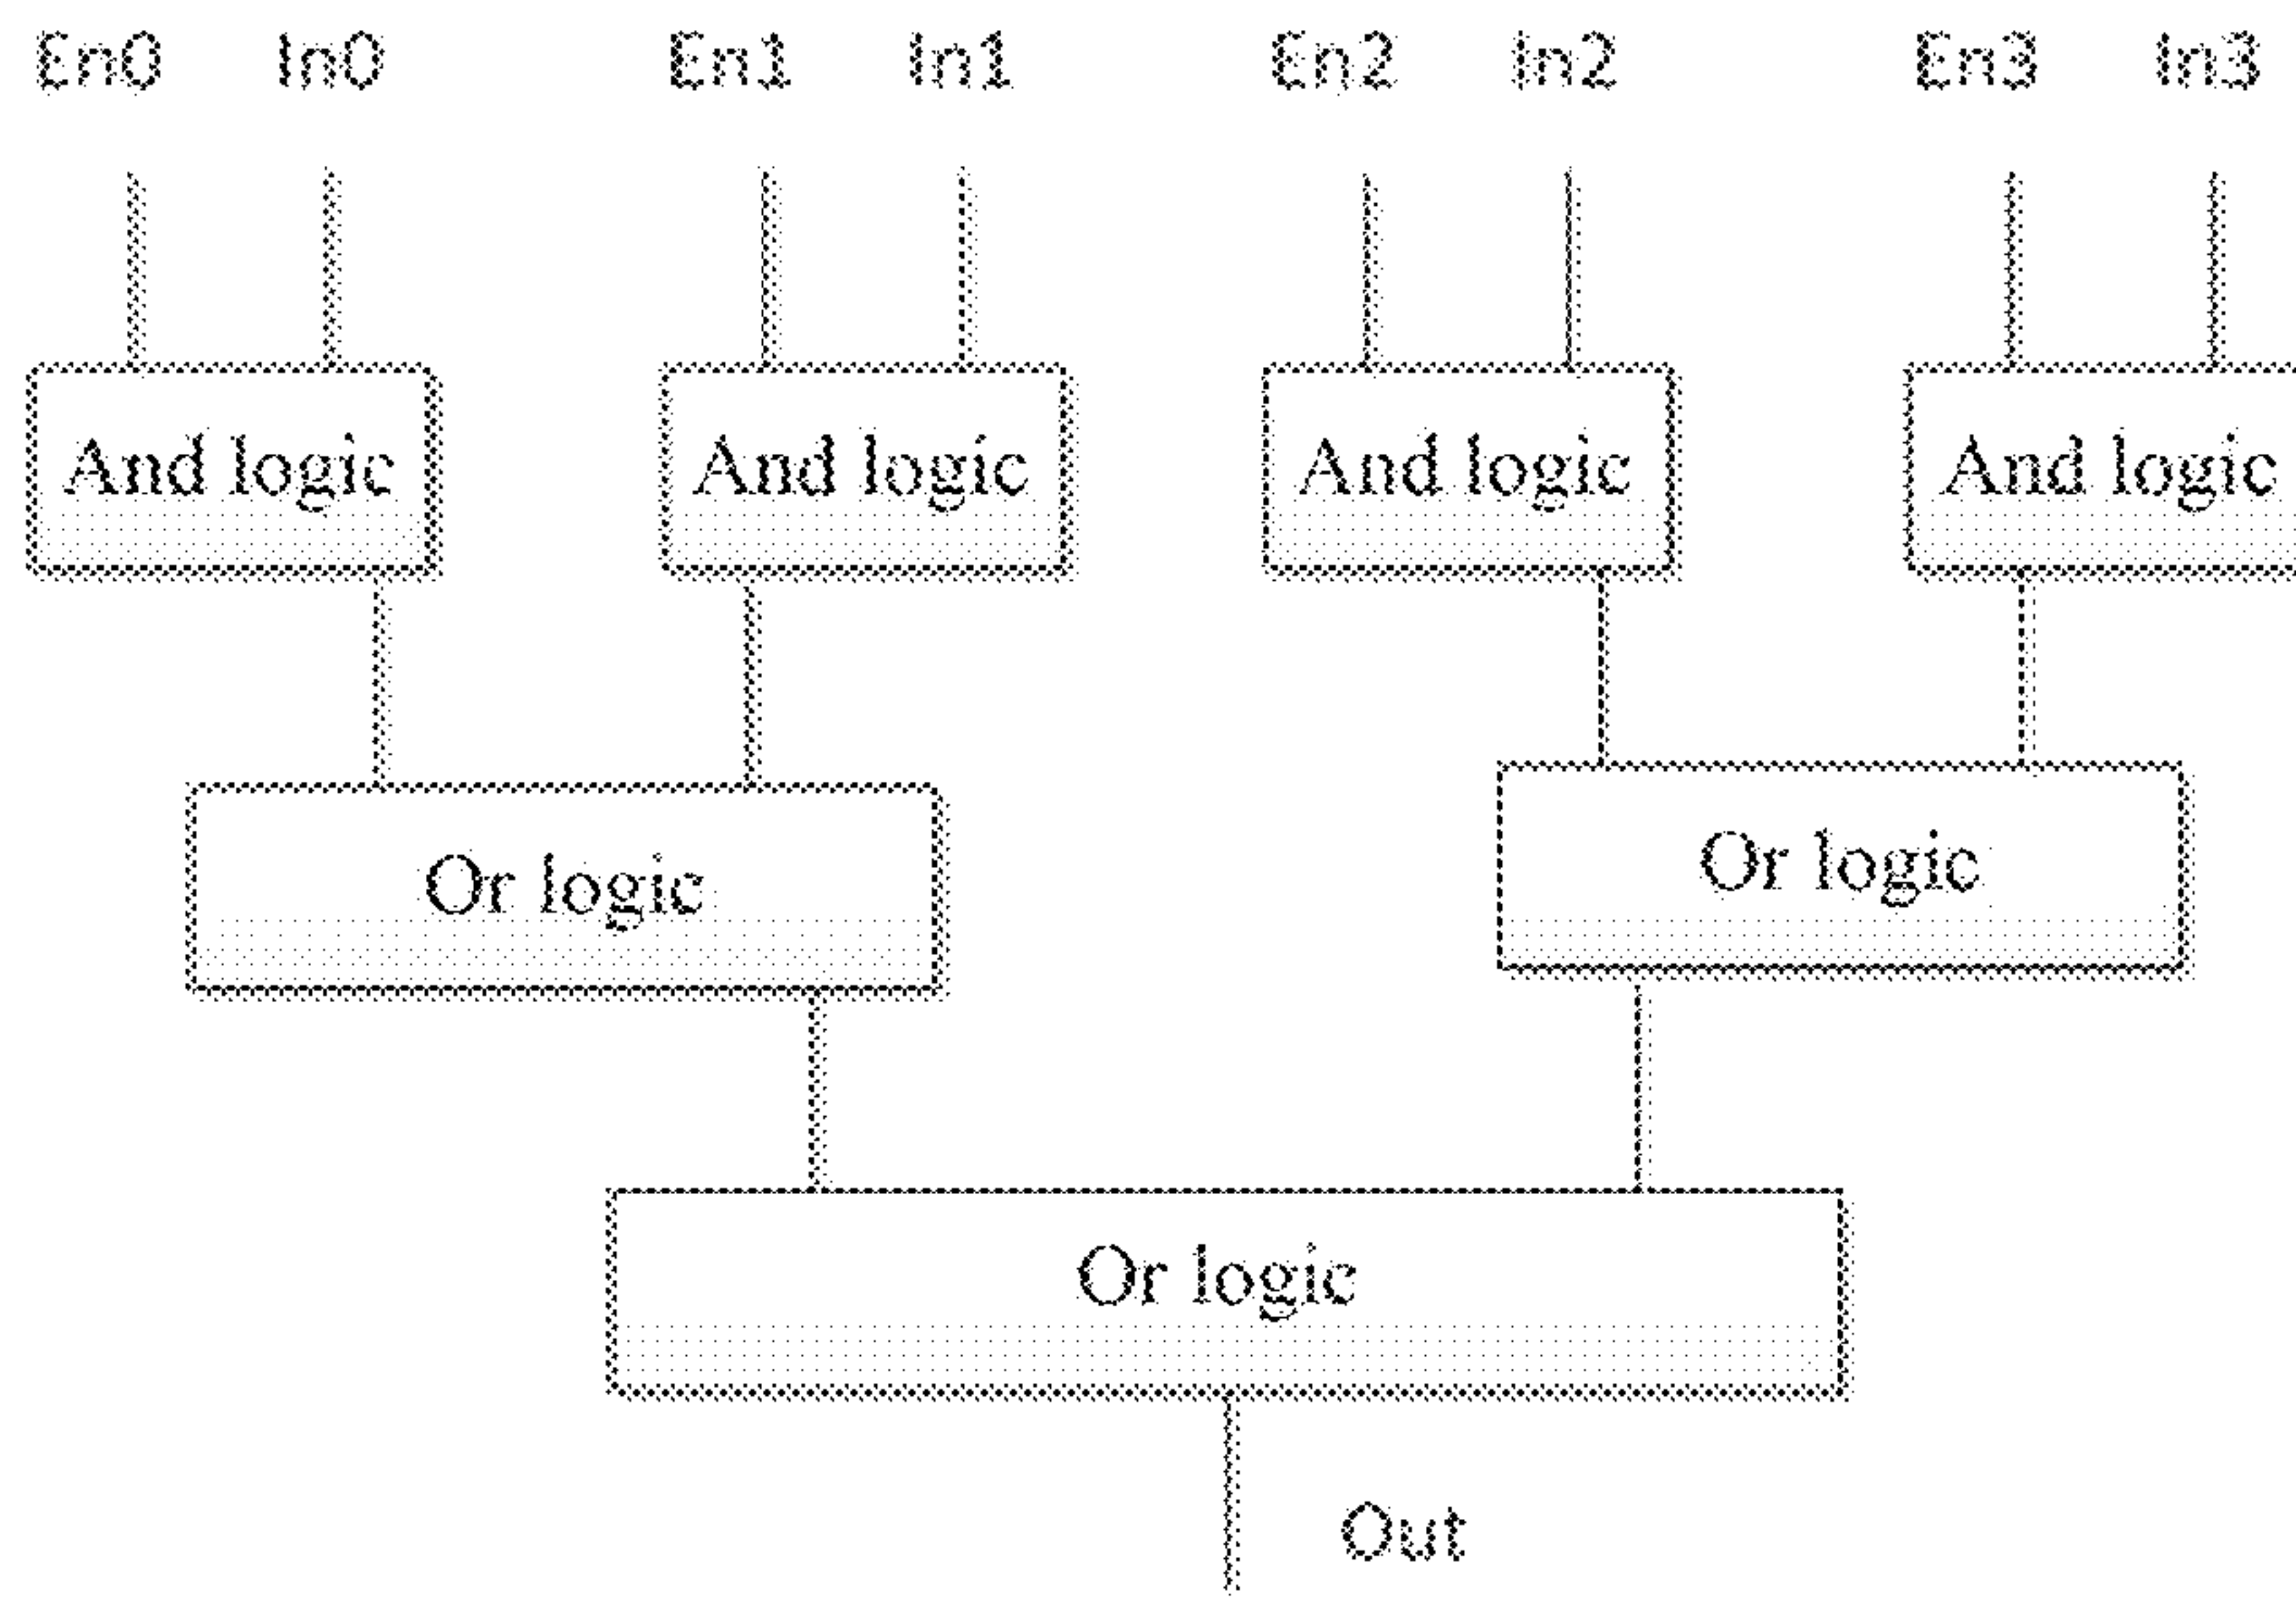 En0 In0 En1 In1 En2 In2 En3 In3
And logic And logic And logic And logic
Or logic Or logic
Or logic
Out